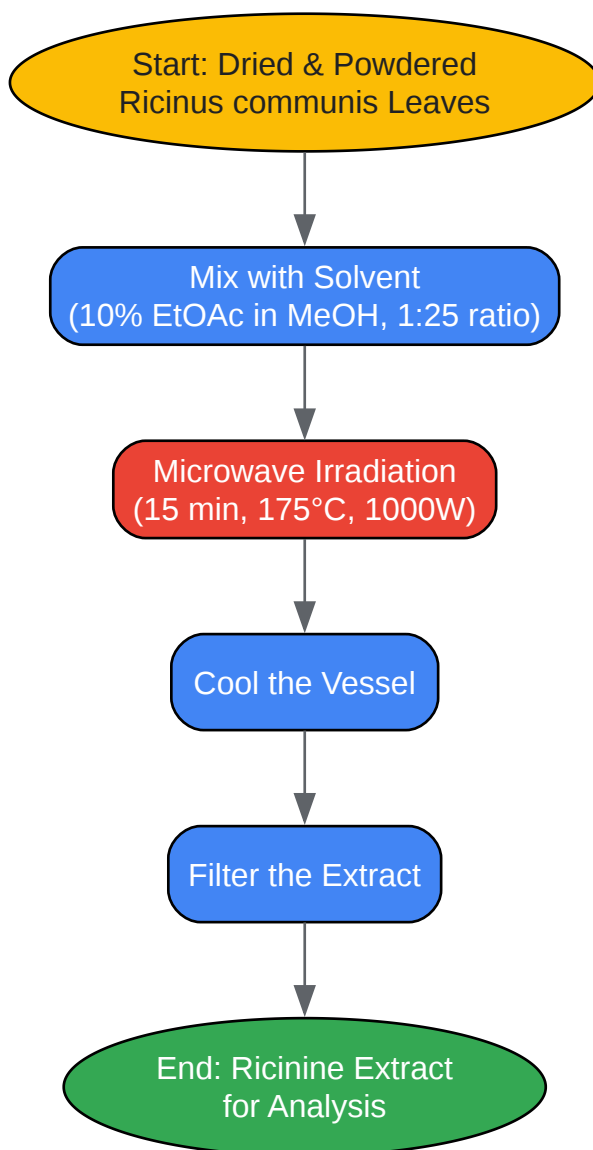 Start: Dried & Powdered
Ricinus communis Leaves
Mix with Solvent
(10% EtOAc in MeOH, 1:25 ratio)
Microwave Irradiation
(15 min, 175°C, 1000W)
Cool the Vessel
Filter the Extract
End: Ricinine Extract
for Analysis